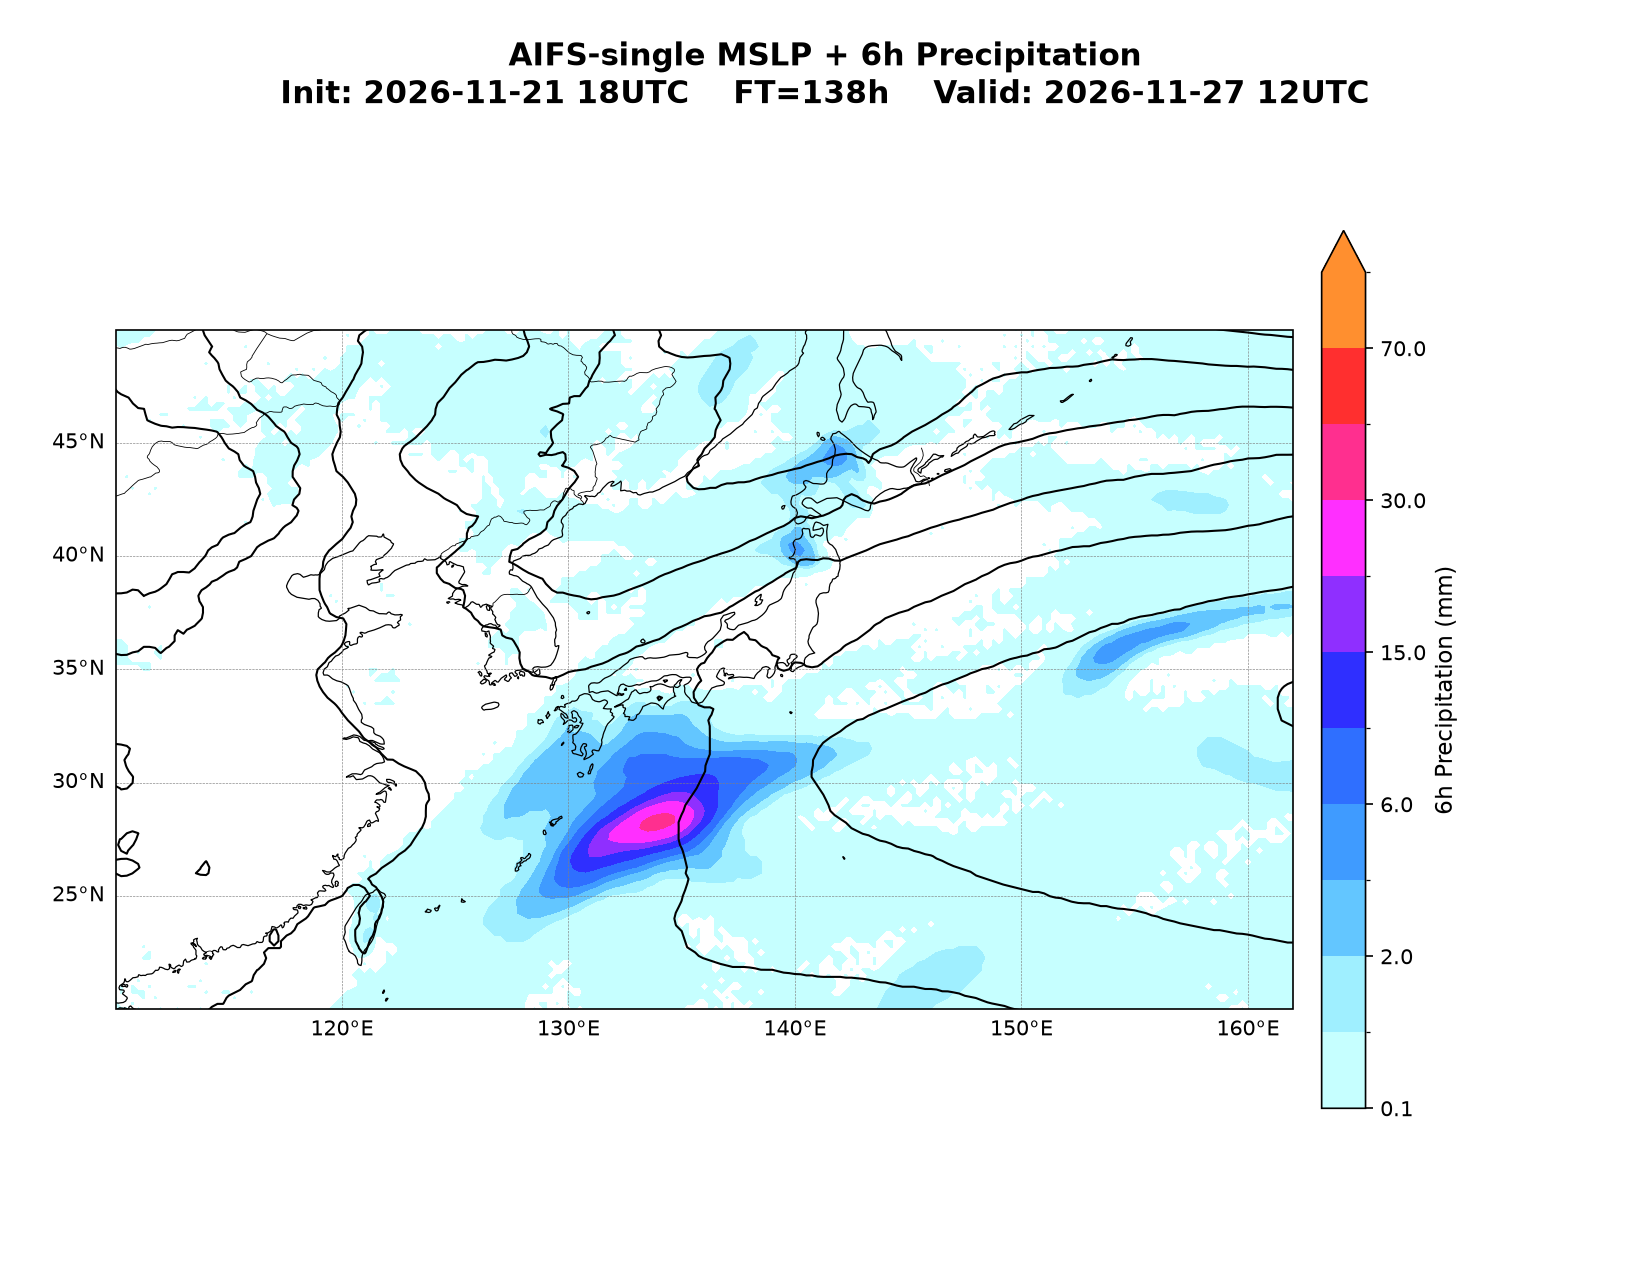 AIFS-single MSLP + 6h Precipitation
Init: 2026-11-21 18UTC    FT=138h    Valid: 2026-11-27 12UTC
70.0
30.0
15.0
6.0
2.0
0.1
6h Precipitation (mm)
45°N
40°N
35°N
30°N
25°N
120°E
130°E
140°E
150°E
160°E